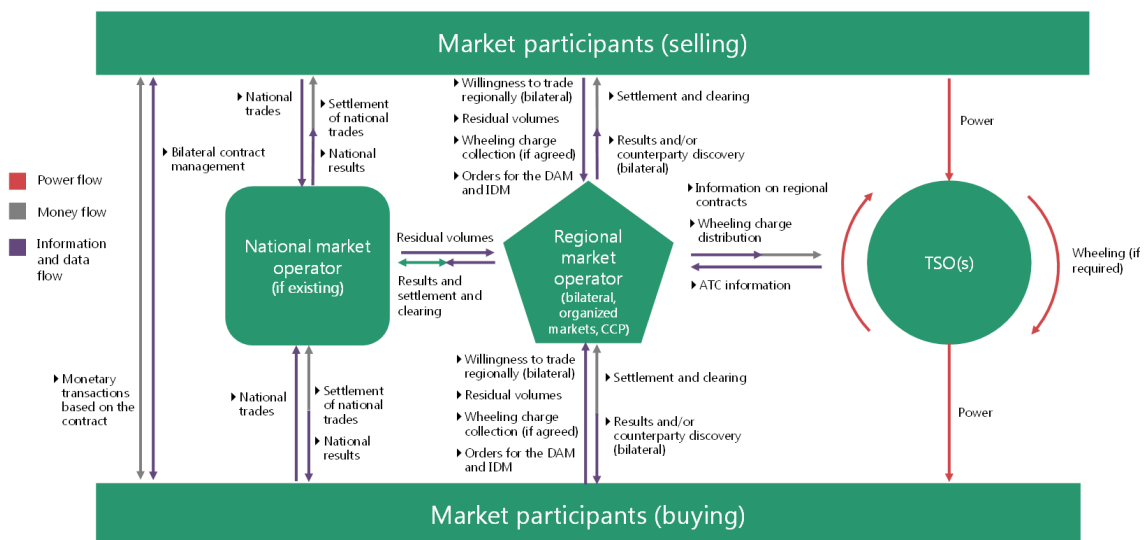 Market participants (selling)
National
trades
Settlement
of national
trades
National
results
Bilateral contract
management
Willingness to trade
regionally (bilateral)
Residual volumes
Wheeling charge
collection (if agreed)
Orders for the DAM
and IDM
Settlement and clearing
Results and/or
counterparty discovery
(bilateral)
Power
Power flow
Money flow
Information
and data
flow
National market
operator
(if existing)
Residual volumes
Results and
settlement and
clearing
Regional
market
operator
(bilateral,
organized
markets, CCP)
Information on regional
contracts
Wheeling charge
distribution
ATC information
TSO(s)
Wheeling (if
required)
Monetary
transactions
based on the
contract
National
trades
Settlement
of national
trades
National
results
Willingness to trade
regionally (bilateral)
Residual volumes
Wheeling charge
collection (if agreed)
Orders for the DAM
and IDM
Settlement and clearing
Results and/or
counterparty discovery
(bilateral)
Power
Market participants (buying)